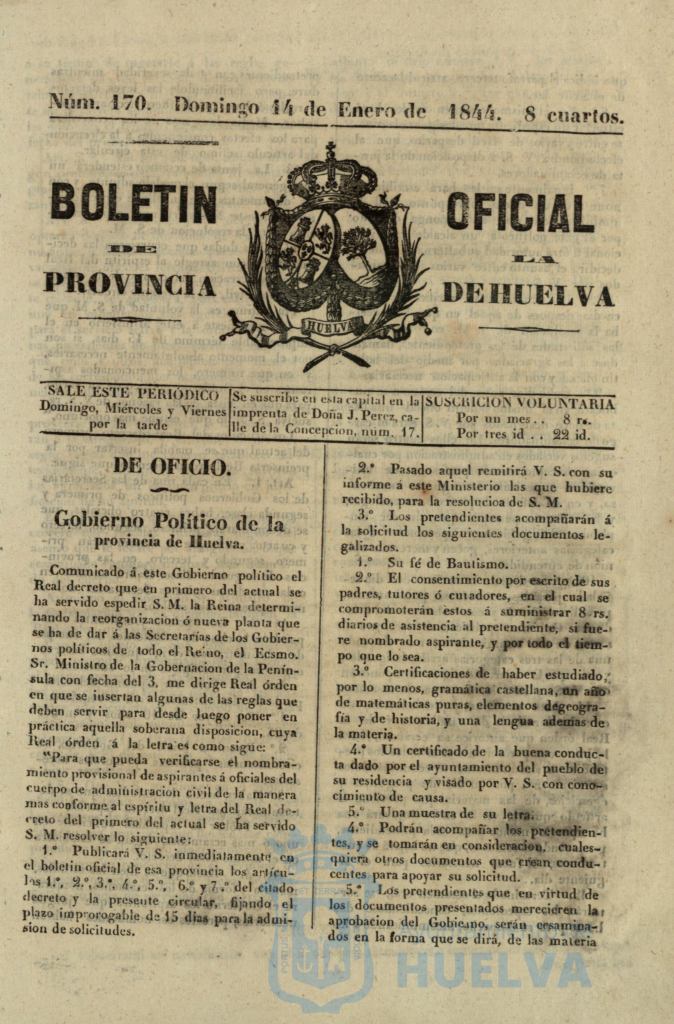 Núm. 170. Domingo 14 de Enero de 1844. 8 cuartos.
BOLETIN OFICIAL
DE LA
PROVINCIA DE HUELVA
HUELVA
SALE ESTE PERIÓDICO
Domingo, Miércoles y Viernes
por la tarde
Se suscribe en esta capital en la
imprenta de Doña J. Perez, ca-
lle de la Concepcion, núm. 17.
SUSCRICION VOLUNTARIA
Por un mes . . 8 rs.
Por tres id . . 22 id.
DE OFICIO.
Gobierno Político de la
provincia de Huelva.
Comunicado á este Gobierno político el
Real decreto que en primero del actual se
ha servido espedir S. M. la Reina determi-
nando la reorganizacion ó nueva planta que
se ha de dar á las Secretarías de los Gobier-
nos políticos de todo el Reino, el Ecsmo.
Sr. Ministro de la Gobernacion de la Penín-
sula con fecha del 3, me dirige Real órden
en que se insertan algunas de las reglas que
deben servir para desde luego poner en
práctica aquella soberana disposicion, cuya
Real órden á la letra es como sigue:
"Para que pueda verificarse el nombra-
miento provisional de aspirantes á oficiales del
cuerpo de administracion civil de la manera
mas conforme al espíritu y letra del Real de-
creto del primero del actual se ha servido
S. M. resolver lo siguiente:
1.º Publicará V. S. inmediatamente en
el boletin oficial de esa provincia los artícu-
los 1.º, 2.º, 3.º, 4.º, 5.º, 6.º y 7.º del citado
decreto y la presente circular, fijando el
plazo improrogable de 15 dias para la admi-
sion de solicitudes.
2.º Pasado aquel remitirá V. S. con su
informe á este Ministerio las que hubiere
recibido, para la resolucioa de S. M.
3.º Los pretendientes acompañarán á
la solicitud los siguientes documentos le-
galizados.
1.º Su fé de Bautismo.
2.º El consentimiento por escrito de sus
padres, tutores ó curadores, en el cual se
comprometerán estos á suministrar 8 rs.
diarios de asistencia al pretendiente, si fue-
re nombrado aspirante, y por todo el tiem-
po que lo sea.
3.º Certificaciones de haber estudiado,
por lo menos, gramática castellana, un año
de matemáticas puras, elementos degeogra-
fía y de historia, y una lengua ademas de
la materia.
4.º Un certificado de la buena conduc-
ta dado por el ayuntamiento del pueblo de
su residencia y visado por V. S. con cono-
cimiento de causa.
5.º Una muestra de su letra.
4.º Podrán acompañar los pretendien-
tes, y se tomarán en consideracion, cuales-
quiera otros documentos que crean condu-
centes para apoyar su solicitud.
5.º Los pretendientes que en virtud de
los documentos presentados merecieren la
aprobacion del Gobierno, serán ecsamina-
dos en la forma que se dirá, de las materia
HUELVA